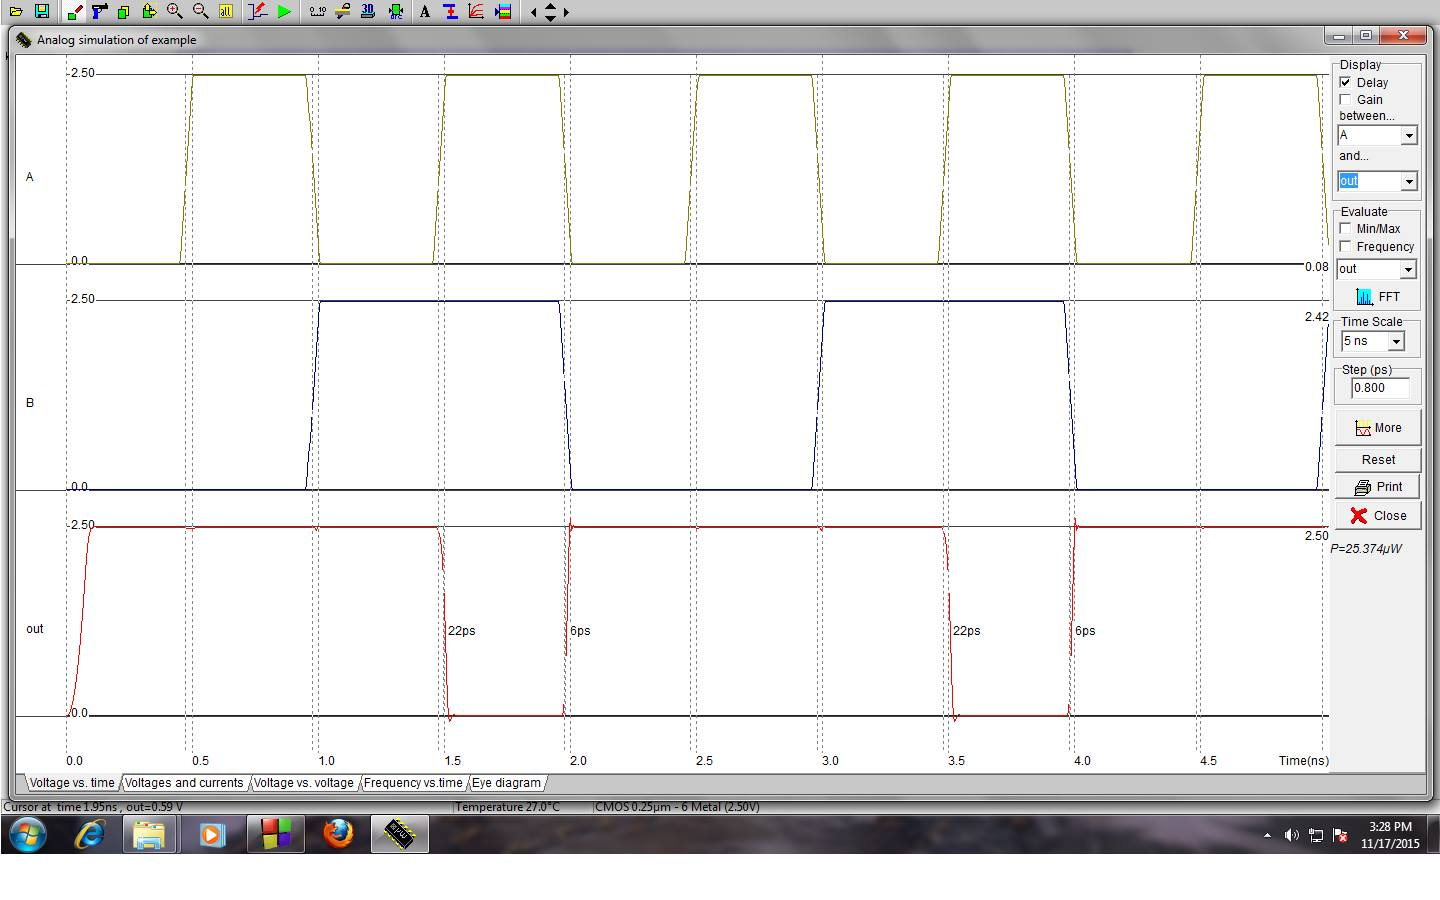 0.10 3D DRC A
all
Analog simulation of example
2.50
A
0.0
0.08
2.50
2.42
B
0.0
2.50
2.50
out
22ps 6ps 22ps 6ps
0.0
0.0 0.5 1.0 1.5 2.0 2.5 3.0 3.5 4.0 4.5 Time(ns)
Display
Delay
Gain
between...
A
and...
out
Evaluate
Min/Max
Frequency
out
FFT
Time Scale
5 ns
Step (ps)
0.800
More
Reset
Print
Close
P=25.374µW
Voltage vs. time Voltages and currents Voltage vs. voltage Frequency vs.time Eye diagram
Cursor at time 1.95ns , out=0.59 V Temperature 27.0°C CMOS 0.25µm - 6 Metal (2.50V)
3:28 PM
11/17/2015